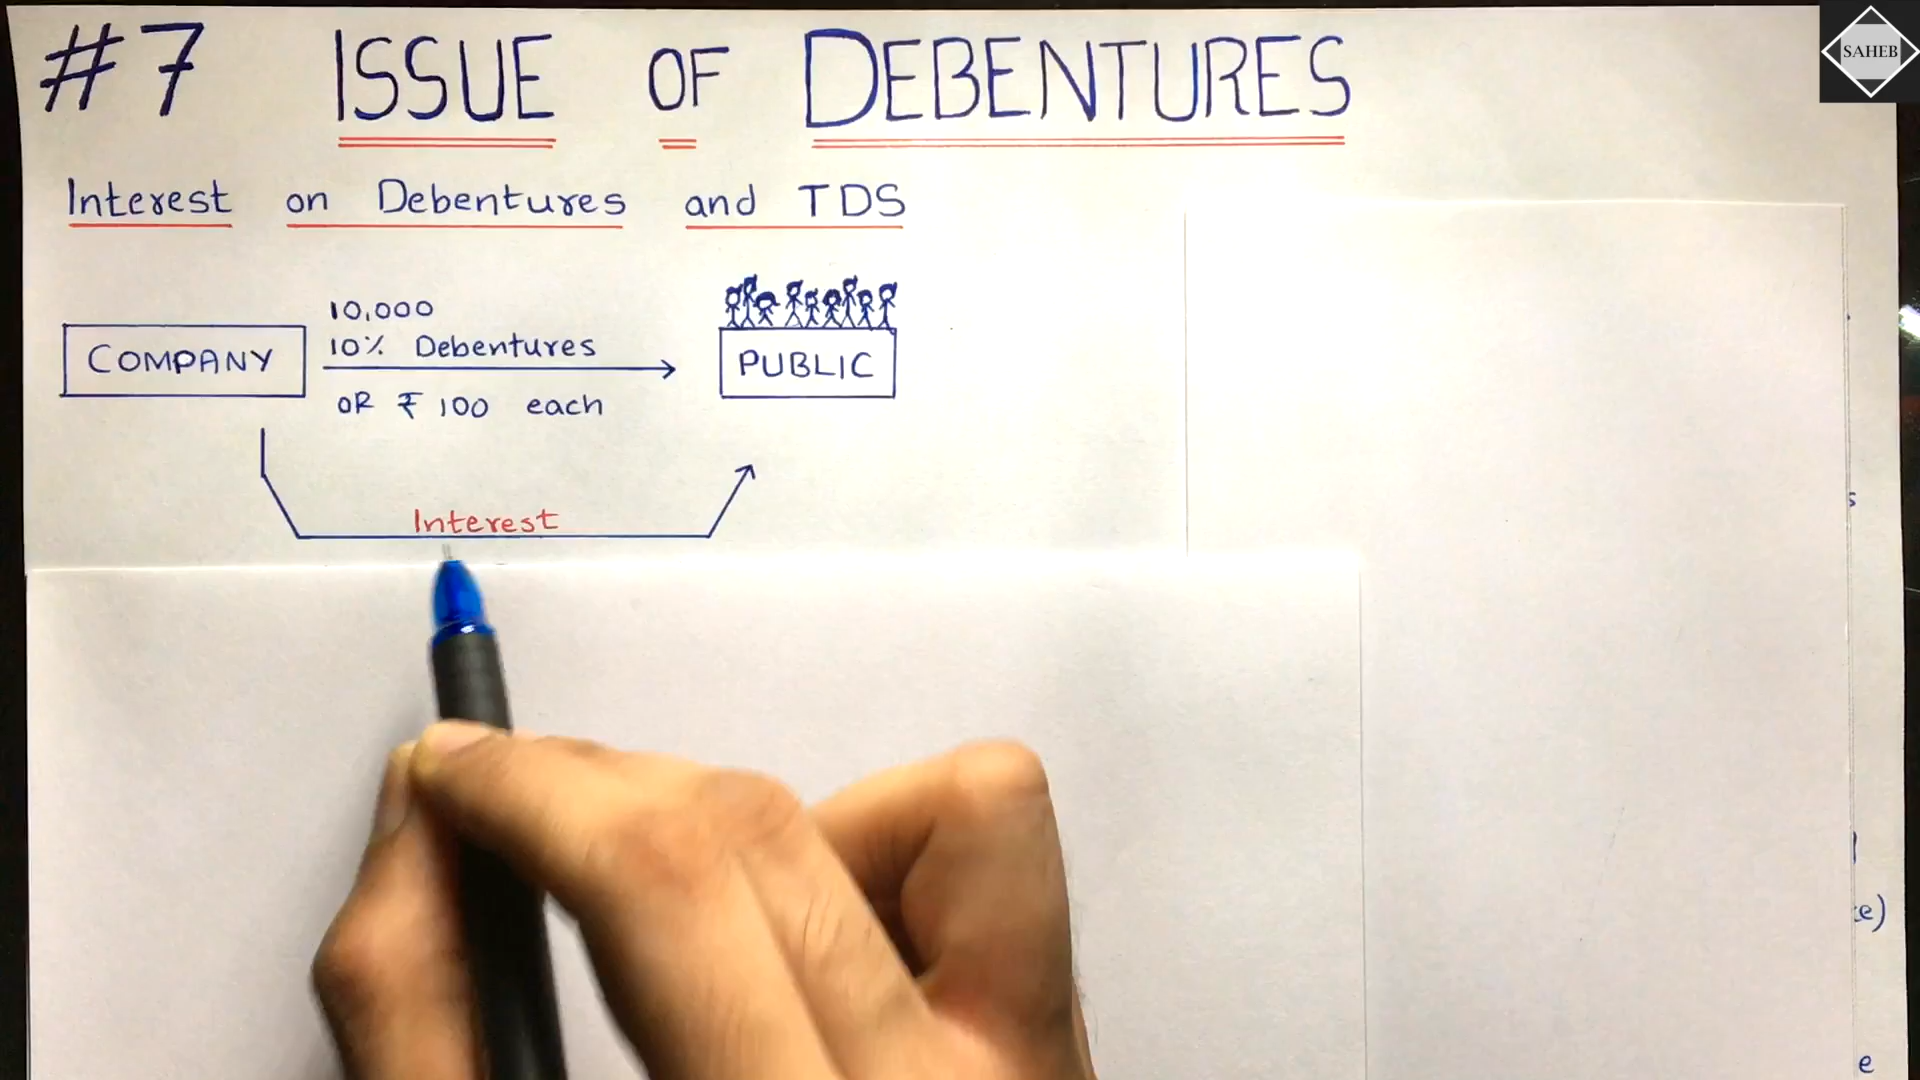 #7 ISSUE OF DEBENTURES
SAHEB
Interest on Debentures and TDS
10,000
10% Debentures
COMPANY
PUBLIC
OR ₹ 100 each
Interest
s
e)
e